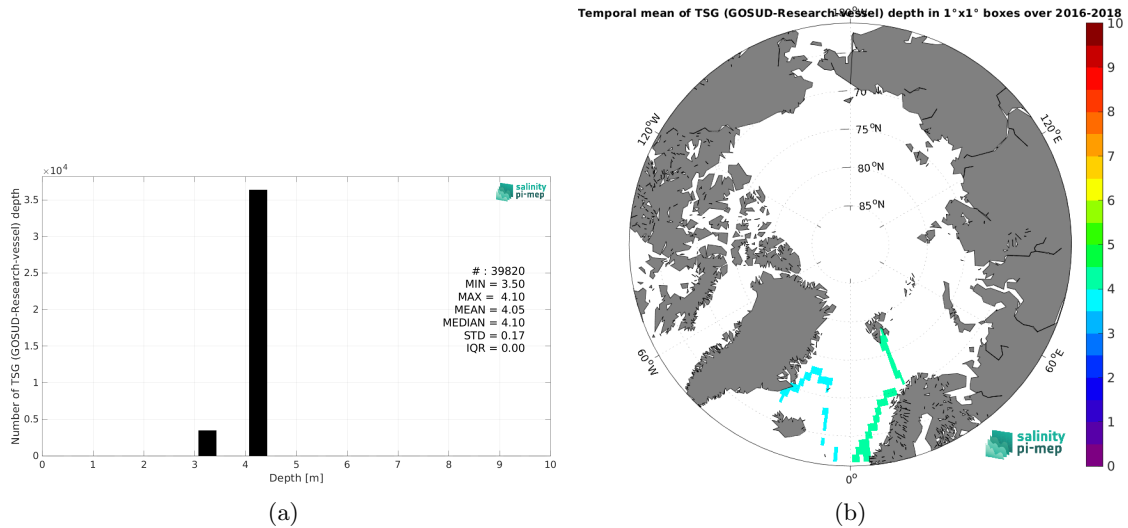 Temporal mean of TSG (GOSUD-Research-vessel) depth in 1°x1° boxes over 2016-2018
×10⁴
Number of TSG (GOSUD-Research-vessel) depth
3.5
3
2.5
2
1.5
1
0.5
0
0 1 2 3 4 5 6 7 8 9 10
Depth [m]
salinity
pi-mep
# : 39820
MIN = 3.50
MAX = 4.10
MEAN = 4.05
MEDIAN = 4.10
STD = 0.17
IQR = 0.00
(a)
180°W
120°W
120°E
60°W
60°E
0°
70
75°N
80°N
85°N
salinity
pi-mep
10
9
8
7
6
5
4
3
2
1
0
(b)